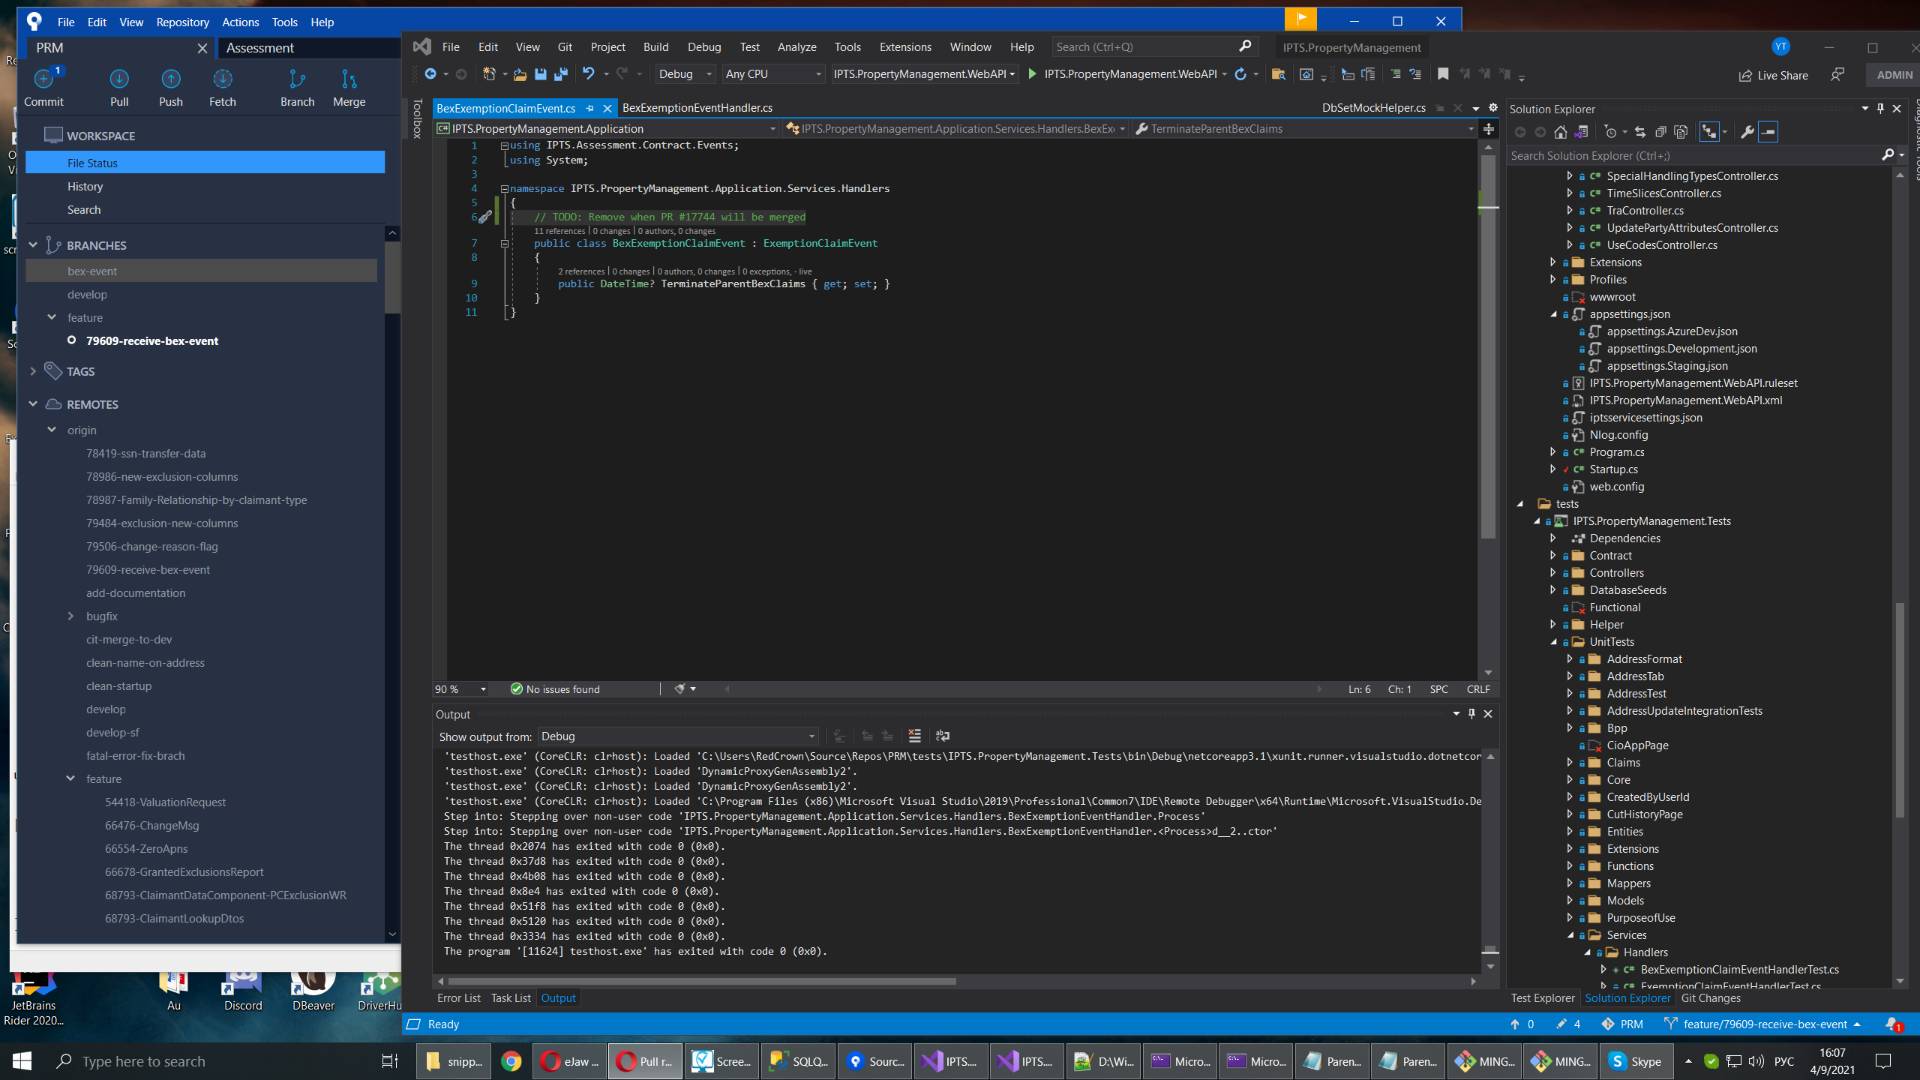 File Edit View Repository Actions Tools Help
PRM
Assessment
1
Commit Pull Push Fetch Branch Merge
WORKSPACE
File Status
History
Search
BRANCHES
bex-event
develop
feature
79609-receive-bex-event
TAGS
REMOTES
origin
78419-ssn-transfer-data
78986-new-exclusion-columns
78987-Family-Relationship-by-claimant-type
79484-exclusion-new-columns
79506-change-reason-flag
79609-receive-bex-event
add-documentation
bugfix
cit-merge-to-dev
clean-name-on-address
clean-startup
develop
develop-sf
fatal-error-fix-brach
feature
54418-ValuationRequest
66476-ChangeMsg
66554-ZeroApns
66678-GrantedExclusionsReport
68793-ClaimantDataComponent-PCExclusionWR
68793-ClaimantLookupDtos
File Edit View Git Project Build Debug Test Analyze Tools Extensions Window Help
Search (Ctrl+Q)
IPTS.PropertyManagement
YT
Debug
Any CPU
IPTS.PropertyManagement.WebAPI
IPTS.PropertyManagement.WebAPI
Live Share
ADMIN
Toolbox
BexExemptionClaimEvent.cs
BexExemptionEventHandler.cs
DbSetMockHelper.cs
IPTS.PropertyManagement.Application
IPTS.PropertyManagement.Application.Services.Handlers.BexEx
TerminateParentBexClaims
1 using IPTS.Assessment.Contract.Events;
2 using System;
3
4 namespace IPTS.PropertyManagement.Application.Services.Handlers
5 {
6 // TODO: Remove when PR #17744 will be merged
11 references | 0 changes | 0 authors, 0 changes
7 public class BexExemptionClaimEvent : ExemptionClaimEvent
8 {
2 references | 0 changes | 0 authors, 0 changes | 0 exceptions, - live
9 public DateTime? TerminateParentBexClaims { get; set; }
10 }
11 }
90 %
No issues found
Ln: 6 Ch: 1 SPC CRLF
Output
Show output from: Debug
'testhost.exe' (CoreCLR: clrhost): Loaded 'C:\Users\RedCrown\Source\Repos\PRM\tests\IPTS.PropertyManagement.Tests\bin\Debug\netcoreapp3.1\xunit.runner.visualstudio.dotnetcor
'testhost.exe' (CoreCLR: clrhost): Loaded 'DynamicProxyGenAssembly2'.
'testhost.exe' (CoreCLR: clrhost): Loaded 'DynamicProxyGenAssembly2'.
'testhost.exe' (CoreCLR: clrhost): Loaded 'C:\Program Files (x86)\Microsoft Visual Studio\2019\Professional\Common7\IDE\Remote Debugger\x64\Runtime\Microsoft.VisualStudio.De
Step into: Stepping over non-user code 'IPTS.PropertyManagement.Application.Services.Handlers.BexExemptionEventHandler.Process'
Step into: Stepping over non-user code 'IPTS.PropertyManagement.Application.Services.Handlers.BexExemptionEventHandler.<Process>d__2..ctor'
The thread 0x2074 has exited with code 0 (0x0).
The thread 0x37d8 has exited with code 0 (0x0).
The thread 0x4b08 has exited with code 0 (0x0).
The thread 0x8e4 has exited with code 0 (0x0).
The thread 0x51f8 has exited with code 0 (0x0).
The thread 0x5120 has exited with code 0 (0x0).
The thread 0x3334 has exited with code 0 (0x0).
The program '[11624] testhost.exe' has exited with code 0 (0x0).
Error List Task List Output
Solution Explorer
Search Solution Explorer (Ctrl+;)
SpecialHandlingTypesController.cs
TimeSlicesController.cs
TraController.cs
UpdatePartyAttributesController.cs
UseCodesController.cs
Extensions
Profiles
wwwroot
appsettings.json
appsettings.AzureDev.json
appsettings.Development.json
appsettings.Staging.json
IPTS.PropertyManagement.WebAPI.ruleset
IPTS.PropertyManagement.WebAPI.xml
iptsservicesettings.json
Nlog.config
Program.cs
Startup.cs
web.config
tests
IPTS.PropertyManagement.Tests
Dependencies
Contract
Controllers
DatabaseSeeds
Functional
Helper
UnitTests
AddressFormat
AddressTab
AddressTest
AddressUpdateIntegrationTests
Bpp
CioAppPage
Claims
Core
CreatedByUserId
CutHistoryPage
Entities
Extensions
Functions
Mappers
Models
PurposeofUse
Services
Handlers
BexExemptionClaimEventHandlerTest.cs
ExemptionClaimEventHandlerTest.cs
Test Explorer Solution Explorer Git Changes
Ready
0 4 PRM feature/79609-receive-bex-event 1
JetBrains
Rider 2020...
Au
Discord
DBeaver
DriverHu
Type here to search
snipp... eJaw ... Pull r... Scree... SQLQ... Sourc... IPTS.... IPTS.... D:\Wi... Micro... Micro... Paren... Paren... MING... MING... Skype
РУС
16:07
4/9/2021